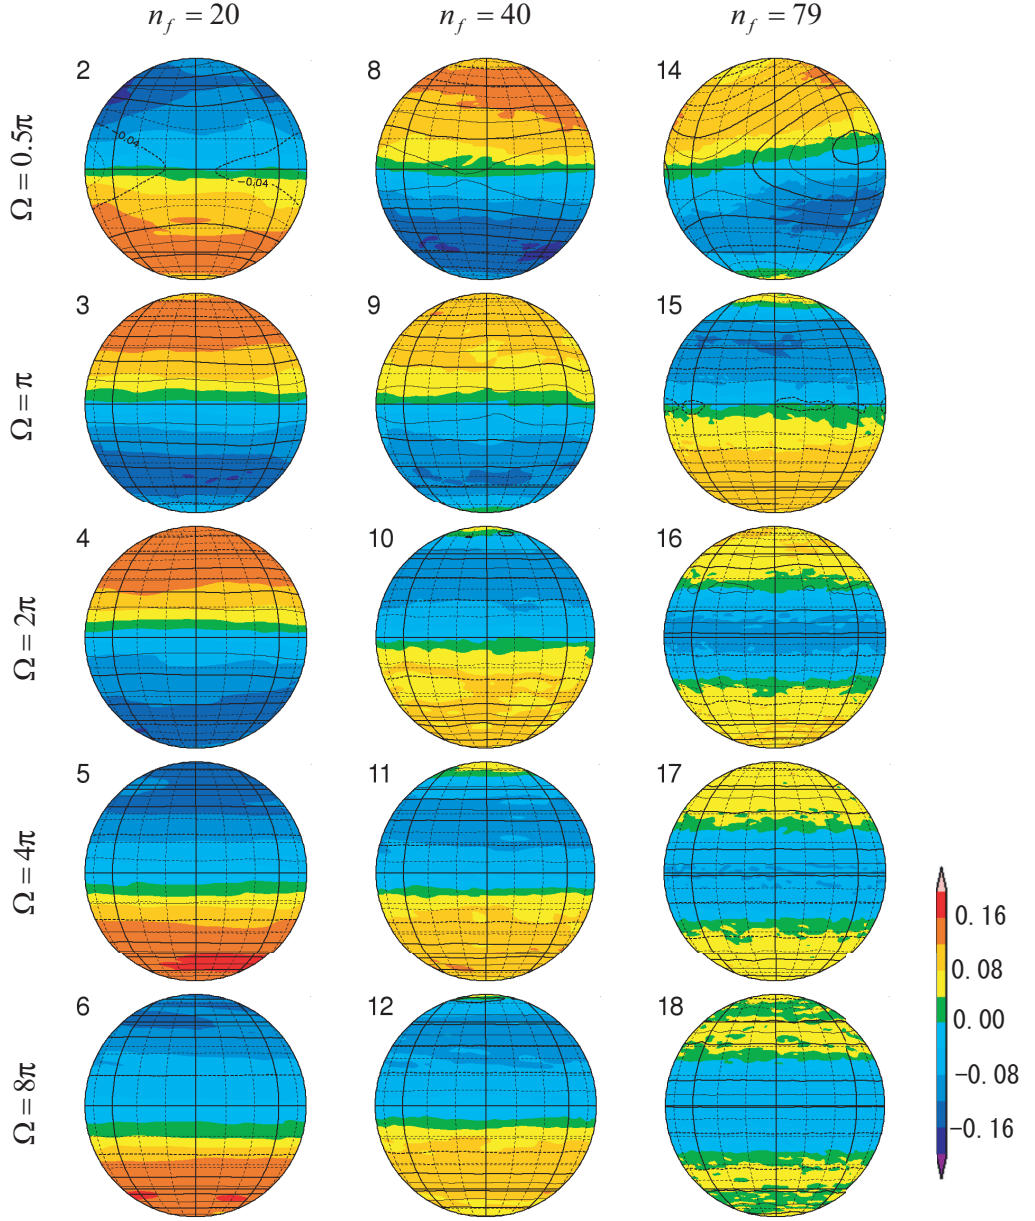 n_f = 20 n_f = 40 n_f = 79
Ω = 0.5π
2 8 14
-0.04
-0.04
Ω = π
3 9 15
Ω = 2π
4 10 16
Ω = 4π
5 11 17
0.16
0.08
0.00
-0.08
-0.16
Ω = 8π
6 12 18